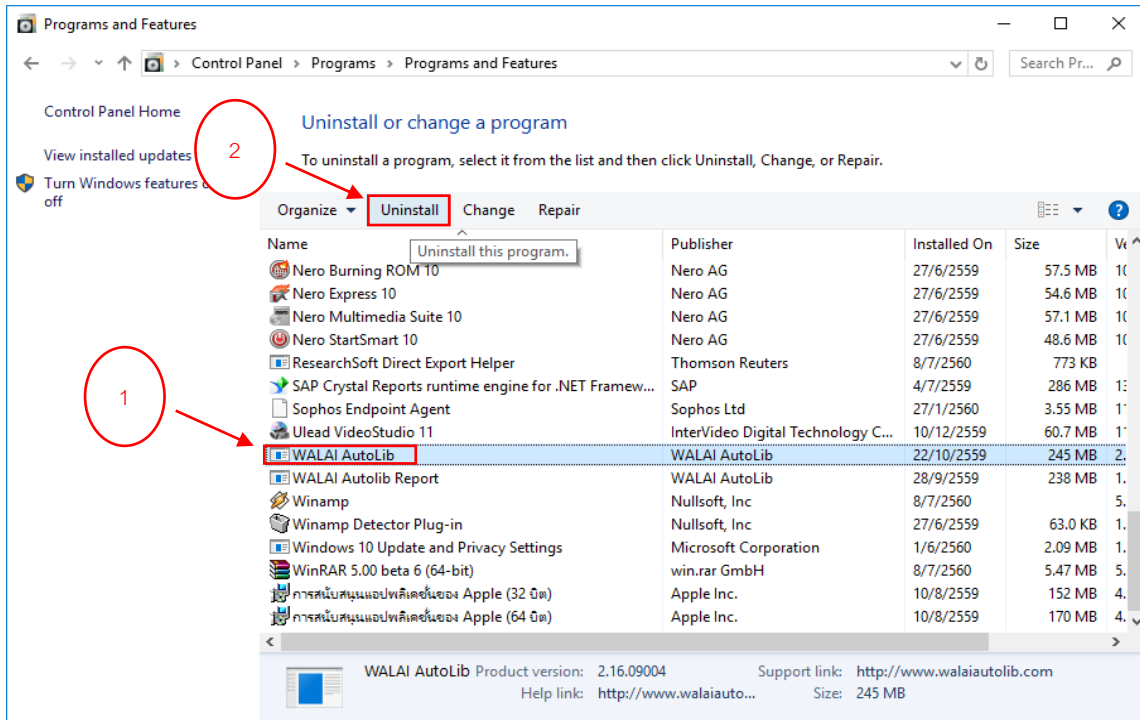 Programs and Features
Control Panel > Programs > Programs and Features Search Pr...
Control Panel Home
View installed updates
Turn Windows features
off
2
1
Uninstall or change a program
To uninstall a program, select it from the list and then click Uninstall, Change, or Repair.
Organize Uninstall Change Repair
Uninstall this program.
Name Publisher Installed On Size
Nero Burning ROM 10 Nero AG 27/6/2559 57.5 MB
Nero Express 10 Nero AG 27/6/2559 54.6 MB
Nero Multimedia Suite 10 Nero AG 27/6/2559 57.1 MB
Nero StartSmart 10 Nero AG 27/6/2559 48.6 MB
ResearchSoft Direct Export Helper Thomson Reuters 8/7/2560 773 KB
SAP Crystal Reports runtime engine for .NET Framew... SAP 4/7/2559 286 MB
Sophos Endpoint Agent Sophos Ltd 27/1/2560 3.55 MB
Ulead VideoStudio 11 InterVideo Digital Technology C... 10/12/2559 60.7 MB
WALAI AutoLib WALAI AutoLib 22/10/2559 245 MB 2.
WALAI Autolib Report WALAI AutoLib 28/9/2559 238 MB 1.
Winamp Nullsoft, Inc 8/7/2560 5.
Winamp Detector Plug-in Nullsoft, Inc 27/6/2559 63.0 KB 1.
Windows 10 Update and Privacy Settings Microsoft Corporation 1/6/2560 2.09 MB 1.
WinRAR 5.00 beta 6 (64-bit) win.rar GmbH 8/7/2560 5.47 MB 5.
การสนับสนุนแอปพลิเคชั่นของ Apple (32 บิต) Apple Inc. 10/8/2559 152 MB 4.
การสนับสนุนแอปพลิเคชั่นของ Apple (64 บิต) Apple Inc. 10/8/2559 170 MB 4.
WALAI AutoLib Product version: 2.16.09004 Support link: http://www.walaiautolib.com
Help link: http://www.walaiauto... Size: 245 MB